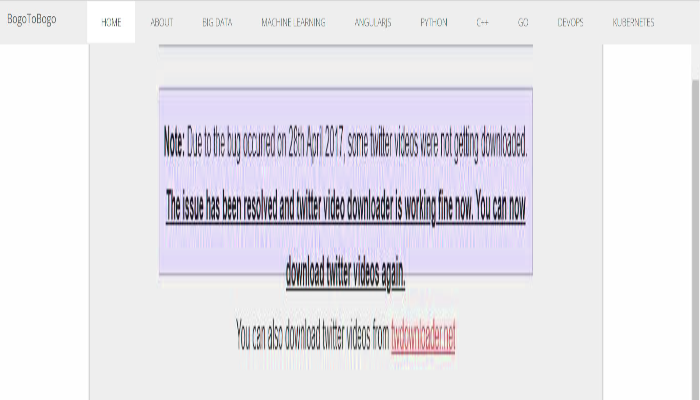 BogoToBogo HOME ABOUT BIG DATA MACHINE LEARNING ANGULARJS PYTHON C++ GO DEVOPS KUBERNETES
Note: Due to the bug occurred on 28th April 2017, some twitter videos were not getting downloaded.
The issue has been resolved and twitter video downloader is working fine now. You can now
download twitter videos again.
You can also download twitter videos from twdownloader.net